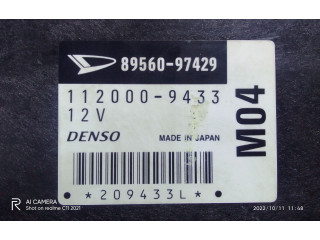 89560-97429
112000-9433
12V
DENSO MADE IN JAPAN
M04
*209433L*
AI CAMERA
Shot on realme C11 2021
2022/10/11 11:48